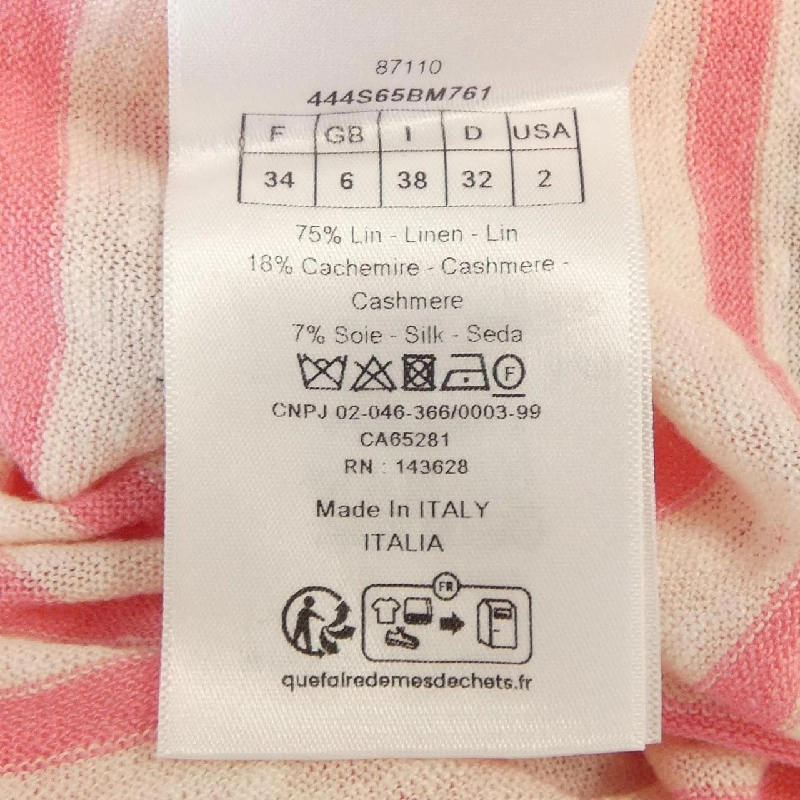 87110
444S65BM761
F GB I D USA
34 6 38 32 2
75% Lin - Linen - Lin
18% Cachemire - Cashmere -
Cashmere
7% Soie - Silk - Seda
F
CNPJ 02-046-366/0003-99
CA65281
RN : 143628
Made In ITALY
ITALIA
FR
quefairedemesdechets.fr